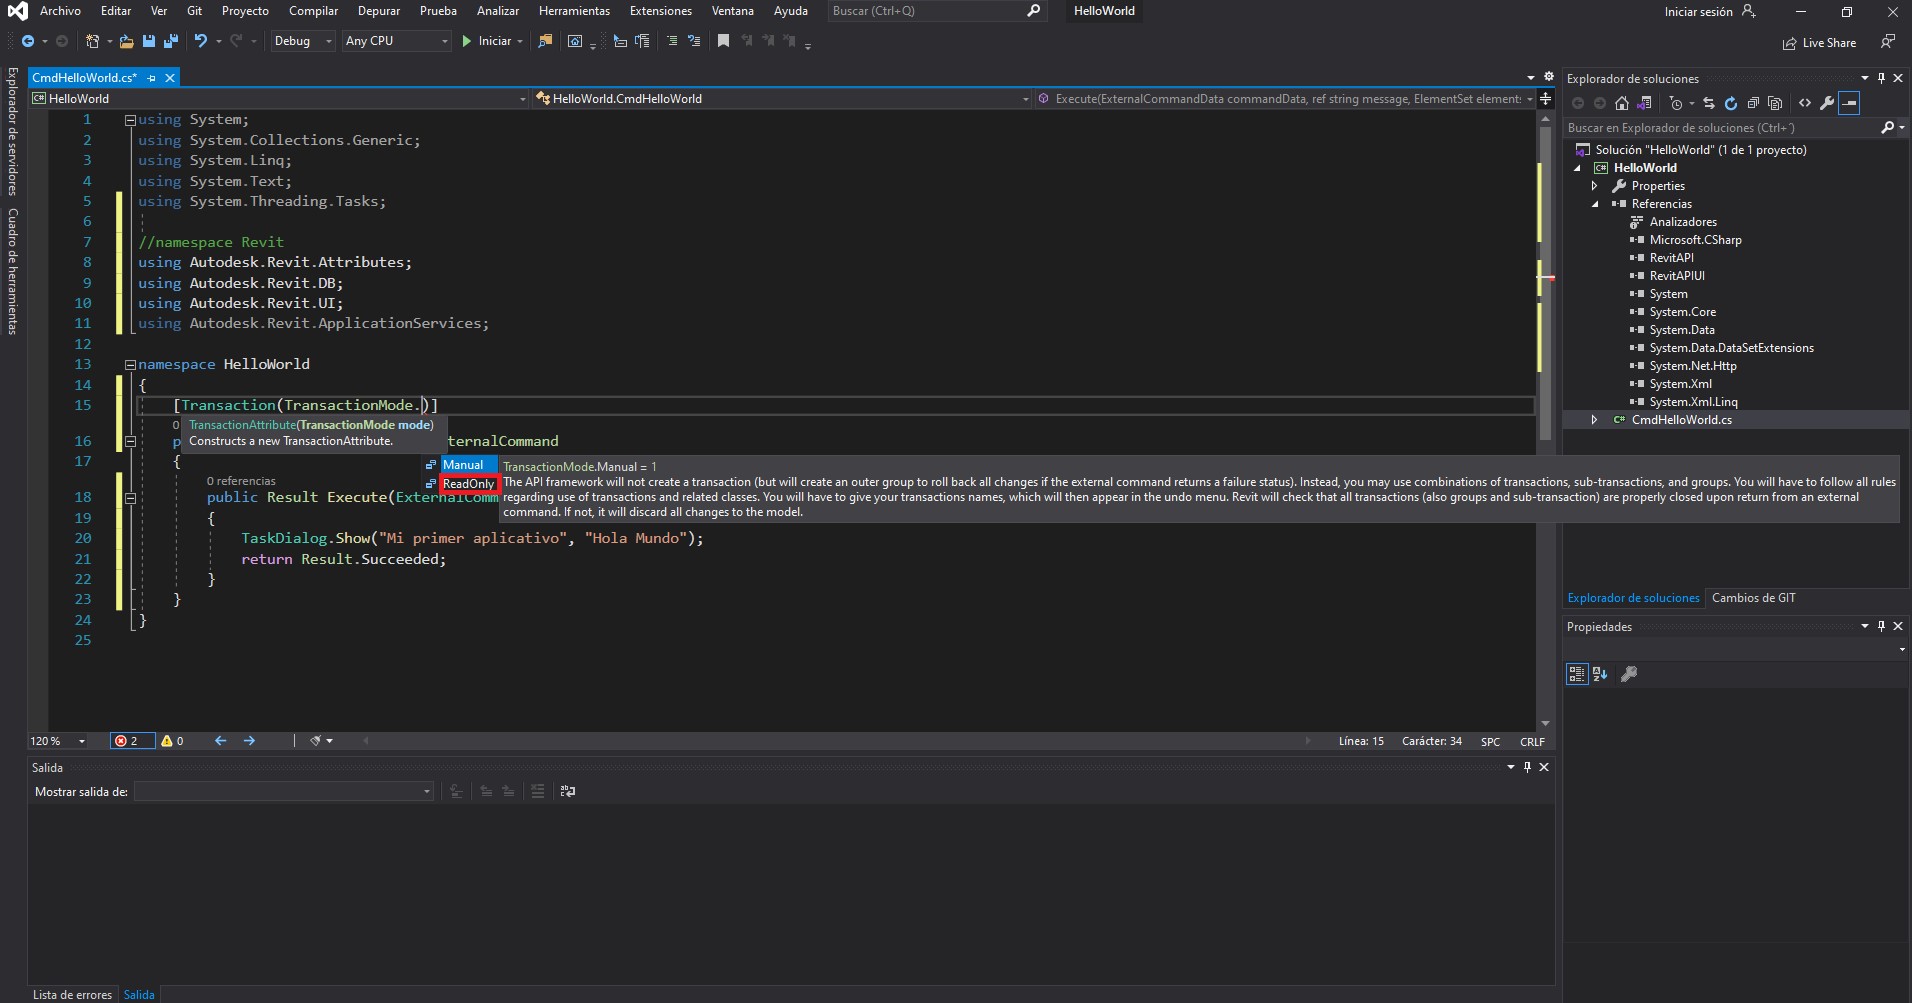 Archivo Editar Ver Git Proyecto Compilar Depurar Prueba Analizar Herramientas Extensiones Ventana Ayuda Buscar (Ctrl+Q) HelloWorld Iniciar sesión
Debug Any CPU Iniciar Live Share
Explorador de servidores
Cuadro de herramientas
CmdHelloWorld.cs*
HelloWorld HelloWorld.CmdHelloWorld Execute(ExternalCommandData commandData, ref string message, ElementSet elements
1 using System;
2 using System.Collections.Generic;
3 using System.Linq;
4 using System.Text;
5 using System.Threading.Tasks;
6
7 //namespace Revit
8 using Autodesk.Revit.Attributes;
9 using Autodesk.Revit.DB;
10 using Autodesk.Revit.UI;
11 using Autodesk.Revit.ApplicationServices;
12
13 namespace HelloWorld
14 {
15 [Transaction(TransactionMode.)]
0
TransactionAttribute(TransactionMode mode)
Constructs a new TransactionAttribute.
16 p ternalCommand
17 {
Manual
ReadOnly
TransactionMode.Manual = 1
The API framework will not create a transaction (but will create an outer group to roll back all changes if the external command returns a failure status). Instead, you may use combinations of transactions, sub-transactions, and groups. You will have to follow all rules
regarding use of transactions and related classes. You will have to give your transactions names, which will then appear in the undo menu. Revit will check that all transactions (also groups and sub-transaction) are properly closed upon return from an external
command. If not, it will discard all changes to the model.
0 referencias
18 public Result Execute(ExternalComm
19 {
20 TaskDialog.Show("Mi primer aplicativo", "Hola Mundo");
21 return Result.Succeeded;
22 }
23 }
24 }
25
120 % 2 0 Línea: 15 Carácter: 34 SPC CRLF
Salida
Mostrar salida de:
Lista de errores Salida
Explorador de soluciones
Buscar en Explorador de soluciones (Ctrl+´)
Solución "HelloWorld" (1 de 1 proyecto)
C# HelloWorld
Properties
Referencias
Analizadores
Microsoft.CSharp
RevitAPI
RevitAPIUI
System
System.Core
System.Data
System.Data.DataSetExtensions
System.Net.Http
System.Xml
System.Xml.Linq
C# CmdHelloWorld.cs
Explorador de soluciones Cambios de GIT
Propiedades